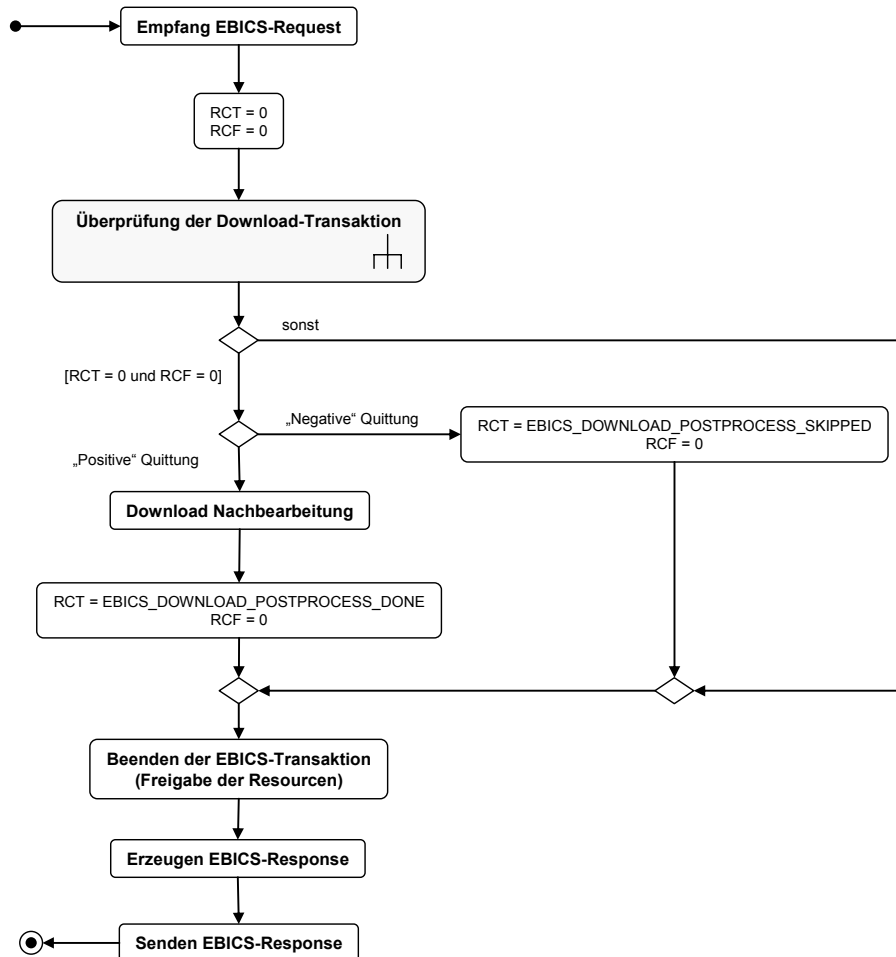 Empfang EBICS-Request
RCT = 0
RCF = 0
Überprüfung der Download-Transaktion
sonst
[RCT = 0 und RCF = 0]
„Negative“ Quittung
RCT = EBICS_DOWNLOAD_POSTPROCESS_SKIPPED
RCF = 0
„Positive“ Quittung
Download Nachbearbeitung
RCT = EBICS_DOWNLOAD_POSTPROCESS_DONE
RCF = 0
Beenden der EBICS-Transaktion
(Freigabe der Resourcen)
Erzeugen EBICS-Response
Senden EBICS-Response